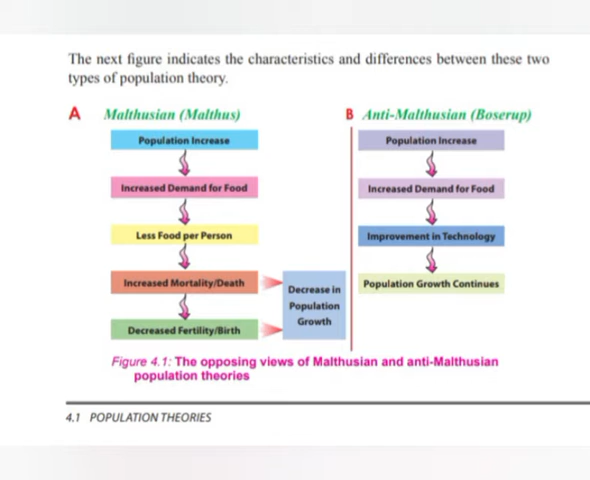 The next figure indicates the characteristics and differences between these two
types of population theory.
A Malthusian (Malthus)
Population Increase
Increased Demand for Food
Less Food per Person
Increased Mortality/Death
Decreased Fertility/Birth
Decrease in
Population
Growth
B Anti-Malthusian (Boserup)
Population Increase
Increased Demand for Food
Improvement in Technology
Population Growth Continues
Figure 4.1: The opposing views of Malthusian and anti-Malthusian
population theories
4.1 POPULATION THEORIES